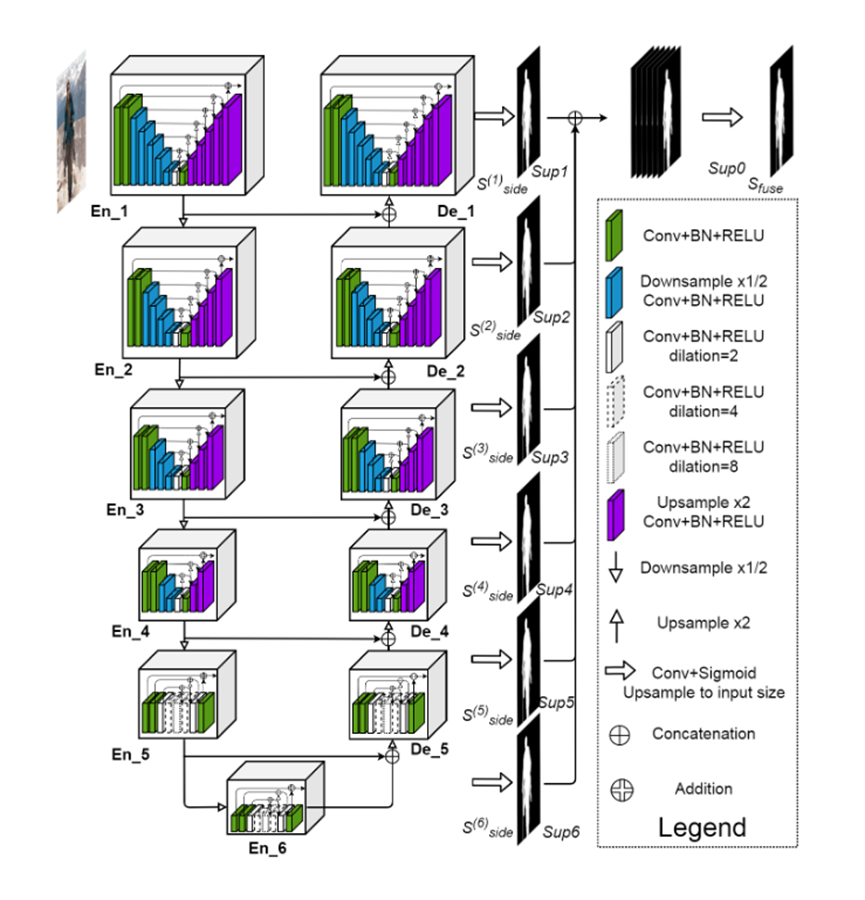 En_1
De_1
S(1)side
Sup1
Sup0
Sfuse
En_2
De_2
S(2)side
Sup2
En_3
De_3
S(3)side
Sup3
En_4
De_4
S(4)side
Sup4
En_5
De_5
S(5)side
Sup5
En_6
S(6)side
Sup6
Conv+BN+RELU
Downsample x1/2
Conv+BN+RELU
Conv+BN+RELU
dilation=2
Conv+BN+RELU
dilation=4
Conv+BN+RELU
dilation=8
Upsample x2
Conv+BN+RELU
Downsample x1/2
Upsample x2
Conv+Sigmoid
Upsample to input size
Concatenation
Addition
Legend